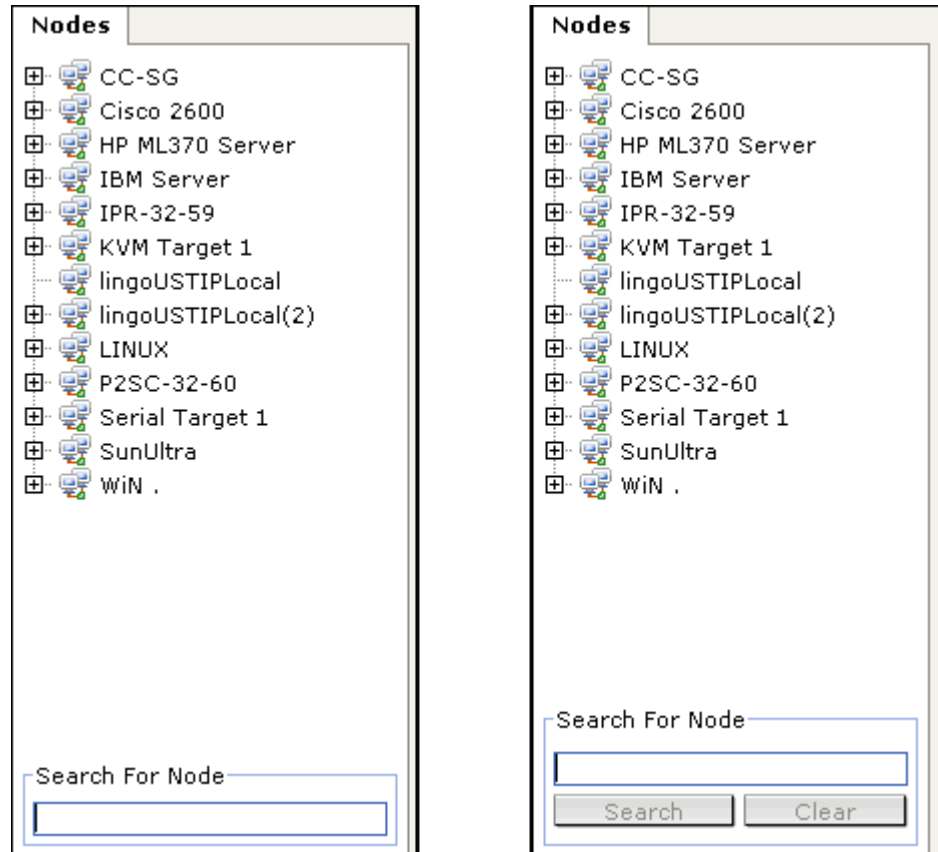 Nodes
CC-SG
Cisco 2600
HP ML370 Server
IBM Server
IPR-32-59
KVM Target 1
lingoUSTIPLocal
lingoUSTIPLocal(2)
LINUX
P2SC-32-60
Serial Target 1
SunUltra
WiN .
Search For Node
Nodes
CC-SG
Cisco 2600
HP ML370 Server
IBM Server
IPR-32-59
KVM Target 1
lingoUSTIPLocal
lingoUSTIPLocal(2)
LINUX
P2SC-32-60
Serial Target 1
SunUltra
WiN .
Search For Node
Search Clear